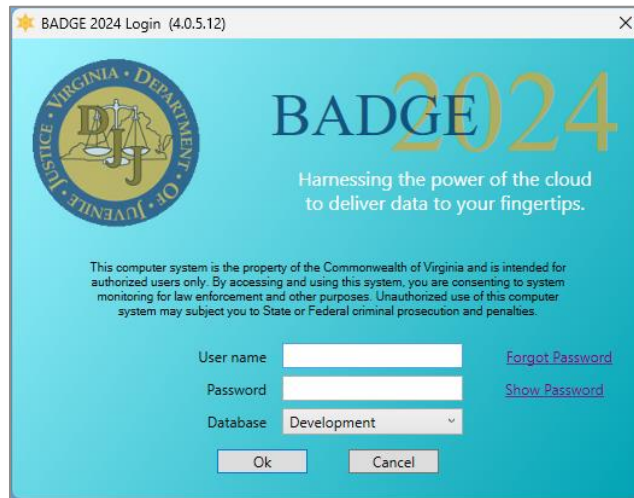 BADGE 2024 Login (4.0.5.12)
VIRGINIA • DEPARTMENT • OF JUVENILE • JUSTICE •
DJJ
BADGE 2024
Harnessing the power of the cloud
to deliver data to your fingertips.
This computer system is the property of the Commonwealth of Virginia and is intended for
authorized users only. By accessing and using this system, you are consenting to system
monitoring for law enforcement and other purposes. Unauthorized use of this computer
system may subject you to State or Federal criminal prosecution and penalties.
User name
Forgot Password
Password
Show Password
Database
Development
Ok
Cancel